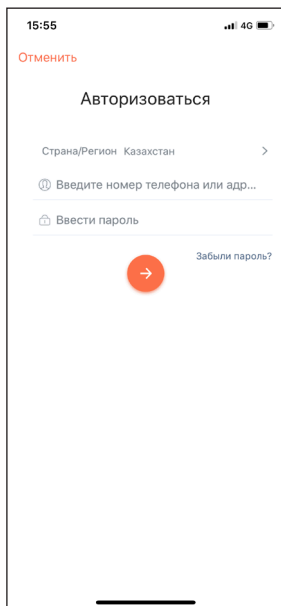 15:55 4G
Отменить
Авторизоваться
Страна/Регион Казахстан
Введите номер телефона или адр...
Ввести пароль
Забыли пароль?